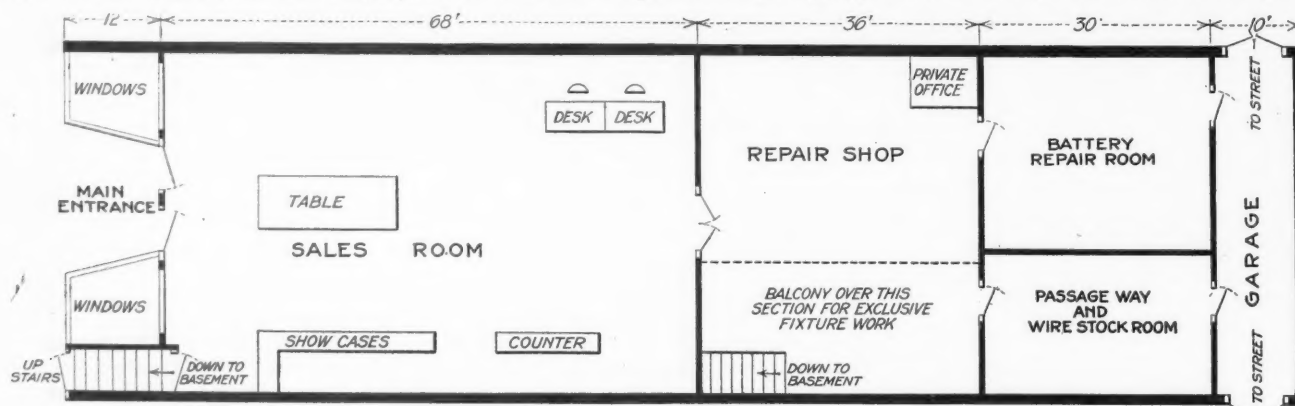 12
68'
36'
30
10'
WINDOWS
DESK
DESK
PRIVATE
OFFICE
TO STREET
REPAIR SHOP
BATTERY
REPAIR ROOM
MAIN
ENTRANCE
TABLE
SALES ROOM
GARAGE
WINDOWS
BALCONY OVER THIS
SECTION FOR EXCLUSIVE
FIXTURE WORK
PASSAGE WAY
AND
WIRE STOCK ROOM
SHOW CASES
COUNTER
UP
STAIRS
DOWN TO
BASEMENT
DOWN TO
BASEMENT
TO STREET